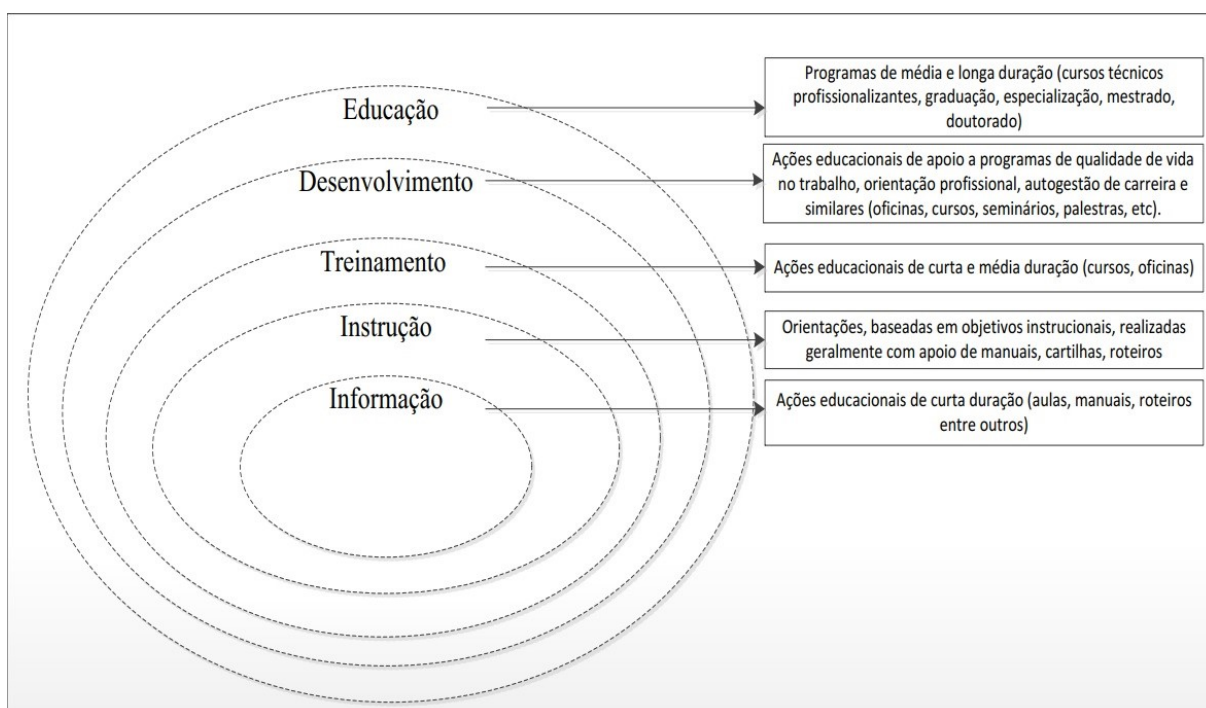 Educação
Programas de média e longa duração (cursos técnicos
profissionalizantes, graduação, especialização, mestrado,
doutorado)
Desenvolvimento
Ações educacionais de apoio a programas de qualidade de vida
no trabalho, orientação profissional, autogestão de carreira e
similares (oficinas, cursos, seminários, palestras, etc).
Treinamento
Ações educacionais de curta e média duração (cursos, oficinas)
Instrução
Orientações, baseadas em objetivos instrucionais, realizadas
geralmente com apoio de manuais, cartilhas, roteiros
Informação
Ações educacionais de curta duração (aulas, manuais, roteiros
entre outros)